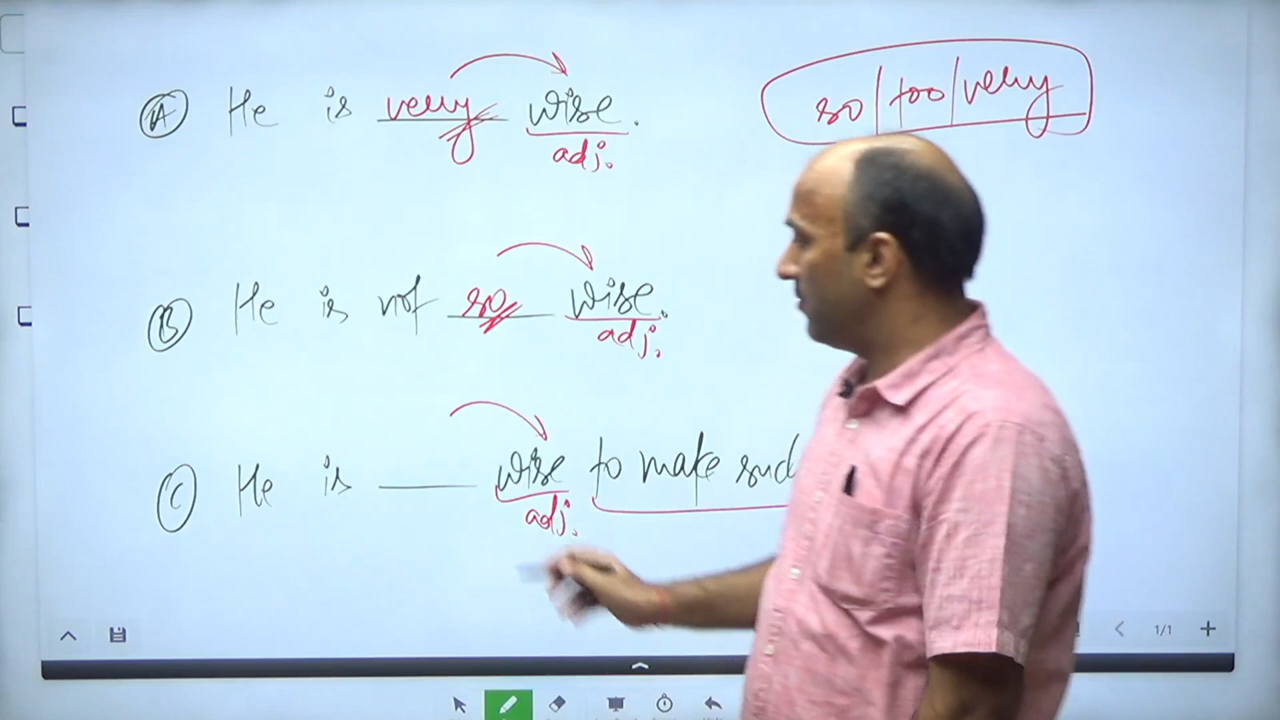 so/too/very
(A) He is very wise.
adj.
(B) He is not so wise.
adj.
(C) He is ____ wise to make such
adj.
1/1